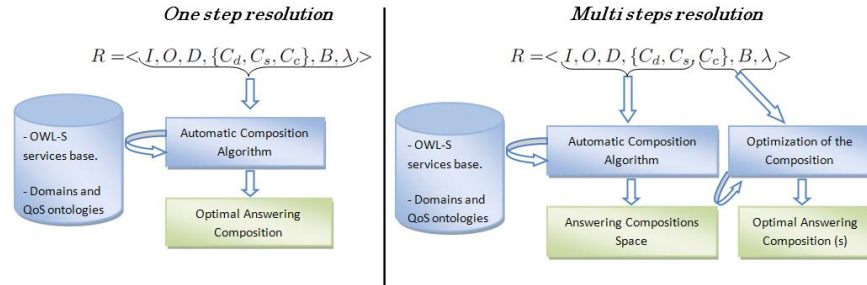 One step resolution
R =< I, O, D, {C_d, C_s, C_c}, B, λ >
- OWL-S
services base.
- Domains and
QoS ontologies
Automatic Composition
Algorithm
Optimal Answering
Composition
Multi steps resolution
R =< I, O, D, {C_d, C_s, C_c}, B, λ >
- OWL-S
services base.
- Domains and
QoS ontologies
Automatic Composition
Algorithm
Optimization of the
Composition
Answering Compositions
Space
Optimal Answering
Composition (s)